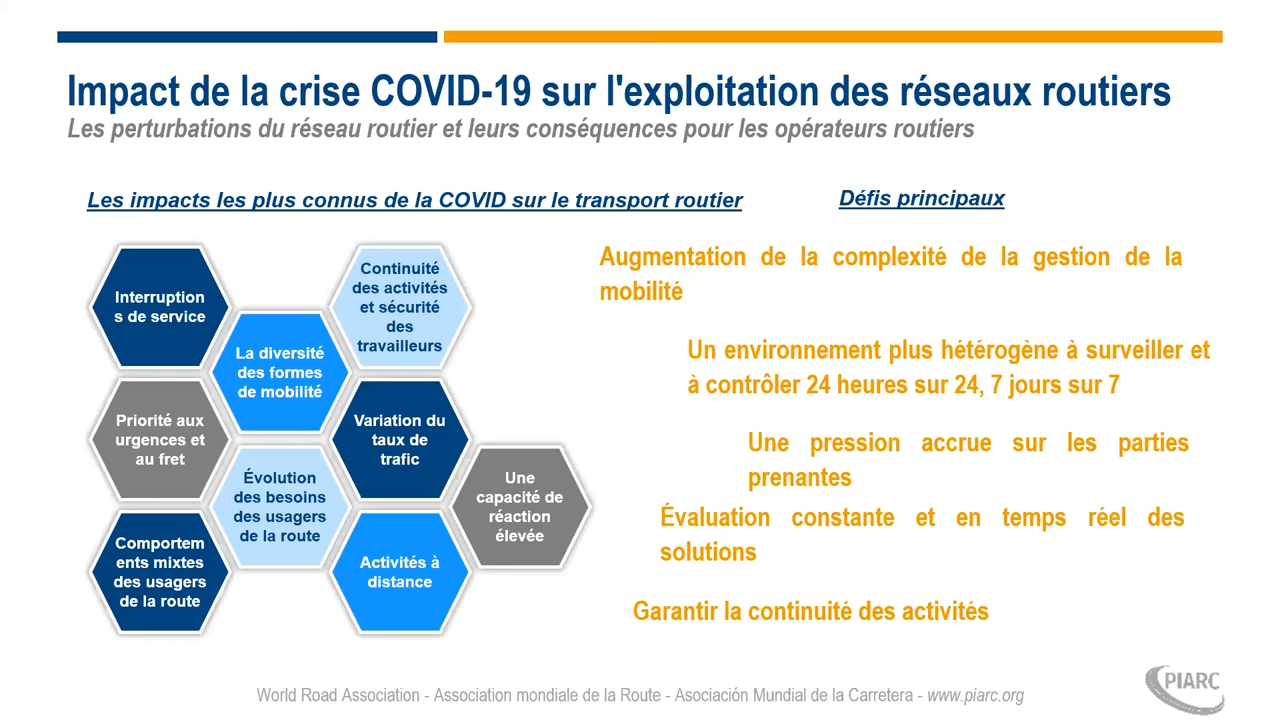 Impact de la crise COVID-19 sur l'exploitation des réseaux routiers
Les perturbations du réseau routier et leurs conséquences pour les opérateurs routiers
Les impacts les plus connus de la COVID sur le transport routier
Interruption
s de service
Continuité
des activités
et sécurité
des
travailleurs
La diversité
des formes
de mobilité
Priorité aux
urgences et
au fret
Variation du
taux de
trafic
Évolution
des besoins
des usagers
de la route
Une
capacité de
réaction
élevée
Comportem
ents mixtes
des usagers
de la route
Activités à
distance
Défis principaux
Augmentation de la complexité de la gestion de la
mobilité
Un environnement plus hétérogène à surveiller et
à contrôler 24 heures sur 24, 7 jours sur 7
Une pression accrue sur les parties
prenantes
Évaluation constante et en temps réel des
solutions
Garantir la continuité des activités
World Road Association - Association mondiale de la Route - Asociación Mundial de la Carretera - www.piarc.org
PIARC